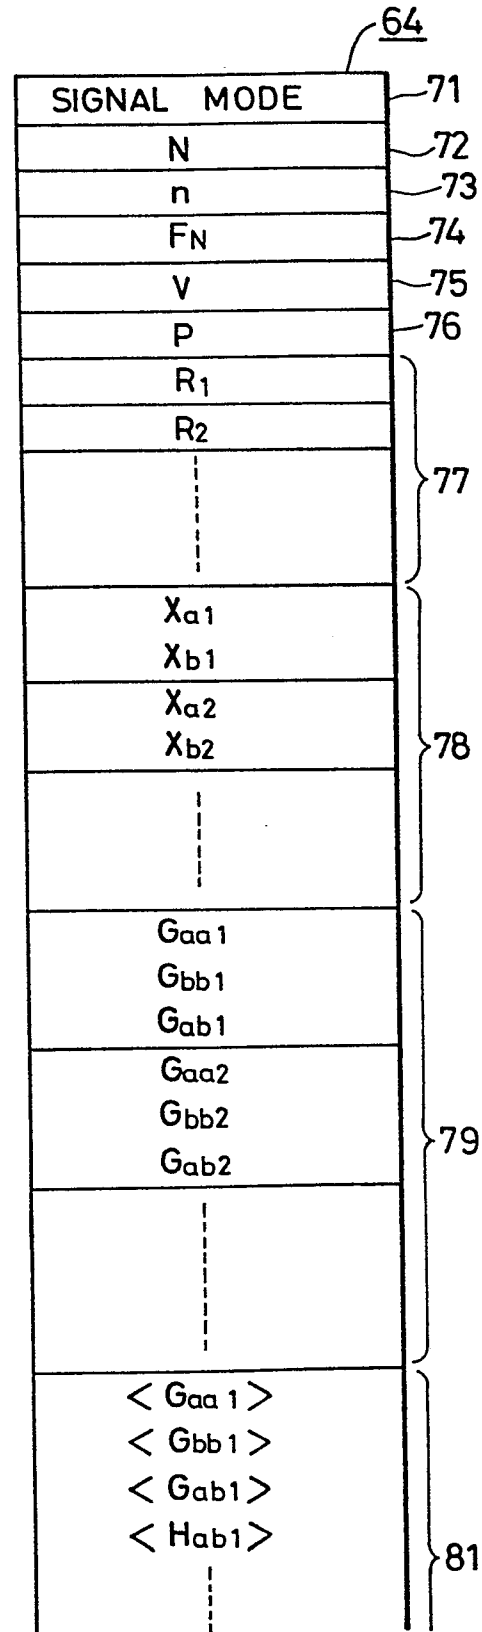 64
SIGNAL MODE 71
N 72
n 73
FN 74
V 75
P 76
R1
R2
77
Xa1
Xb1
Xa2
Xb2 78
Gaa1
Gbb1
Gab1
Gaa2
Gbb2 79
Gab2
< Gaa1 >
< Gbb1 >
< Gab1 >
< Hab1 >
81